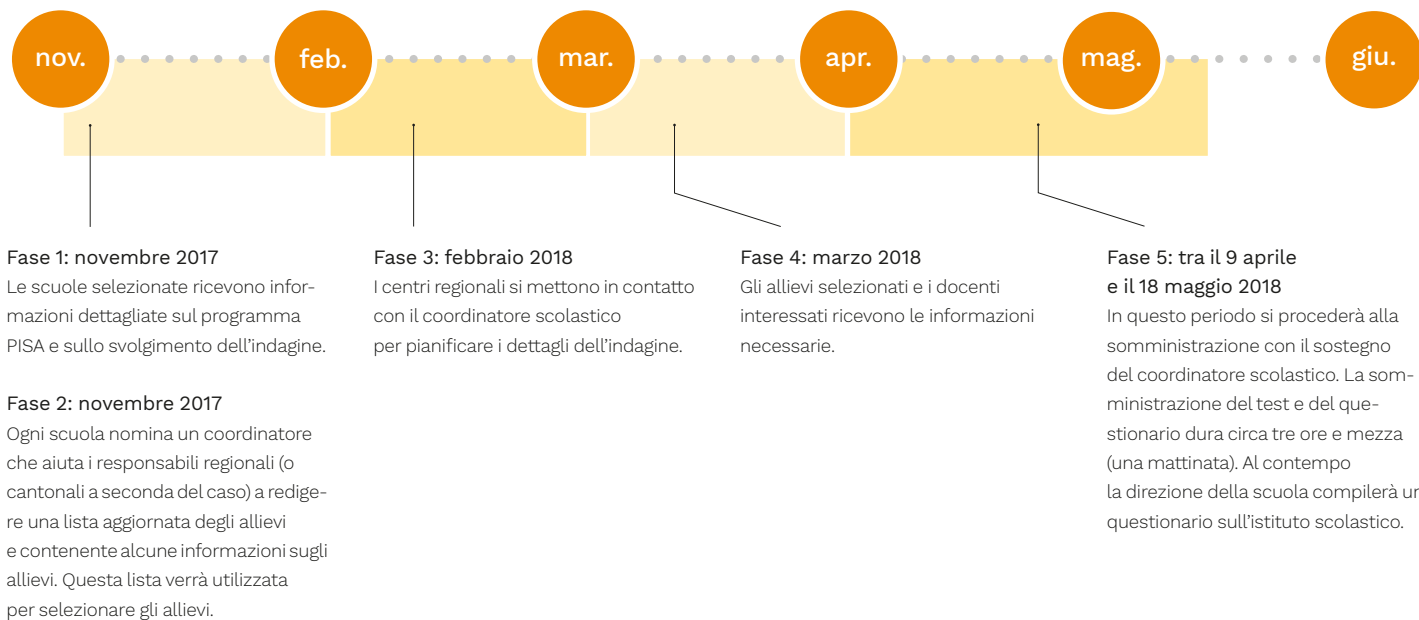 nov.
feb.
mar.
apr.
mag.
giu.
Fase 1: novembre 2017
Le scuole selezionate ricevono infor-
mazioni dettagliate sul programma
PISA e sullo svolgimento dell’indagine.
Fase 2: novembre 2017
Ogni scuola nomina un coordinatore
che aiuta i responsabili regionali (o
cantonali a seconda del caso) a redige-
re una lista aggiornata degli allievi
e contenente alcune informazioni sugli
allievi. Questa lista verrà utilizzata
per selezionare gli allievi.
Fase 3: febbraio 2018
I centri regionali si mettono in contatto
con il coordinatore scolastico
per pianificare i dettagli dell’indagine.
Fase 4: marzo 2018
Gli allievi selezionati e i docenti
interessati ricevono le informazioni
necessarie.
Fase 5: tra il 9 aprile
e il 18 maggio 2018
In questo periodo si procederà alla
somministrazione con il sostegno
del coordinatore scolastico. La som-
ministrazione del test e del que-
stionario dura circa tre ore e mezza
(una mattinata). Al contempo
la direzione della scuola compilerà un
questionario sull’istituto scolastico.